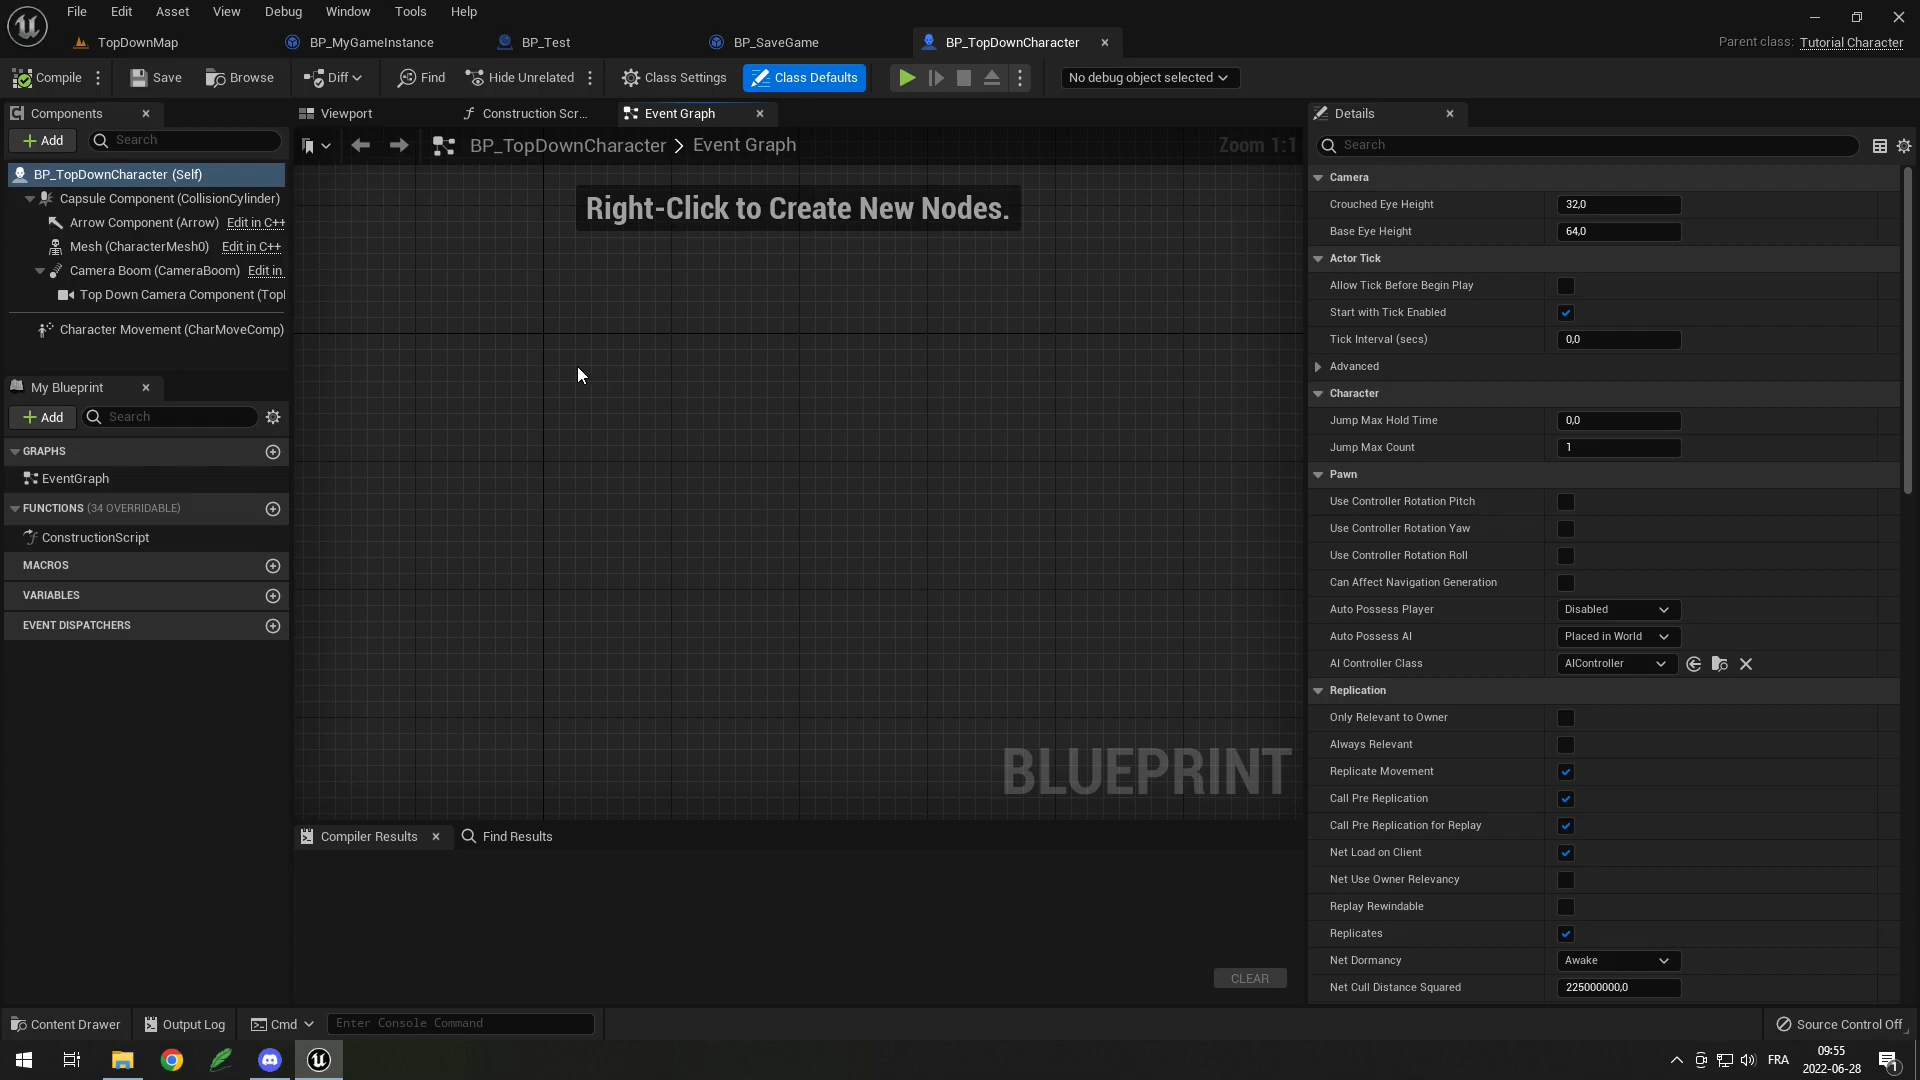 File Edit Asset View Debug Window Tools Help
TopDownMap BP_MyGameInstance BP_Test BP_SaveGame BP_TopDownCharacter Parent class: Tutorial Character
Compile Save Browse Diff Find Hide Unrelated Class Settings Class Defaults No debug object selected
Components
Add Search
BP_TopDownCharacter (Self)
Capsule Component (CollisionCylinder)
Arrow Component (Arrow) Edit in C++
Mesh (CharacterMesh0) Edit in C++
Camera Boom (CameraBoom) Edit in
Top Down Camera Component (Top
Character Movement (CharMoveComp)
My Blueprint
Add Search
GRAPHS
EventGraph
FUNCTIONS (34 OVERRIDABLE)
ConstructionScript
MACROS
VARIABLES
EVENT DISPATCHERS
Viewport Construction Scr... Event Graph
BP_TopDownCharacter > Event Graph Zoom 1:1
Right-Click to Create New Nodes.
BLUEPRINT
Compiler Results Find Results
CLEAR
Details
Search
Camera
Crouched Eye Height 32,0
Base Eye Height 64,0
Actor Tick
Allow Tick Before Begin Play
Start with Tick Enabled
Tick Interval (secs) 0,0
Advanced
Character
Jump Max Hold Time 0,0
Jump Max Count 1
Pawn
Use Controller Rotation Pitch
Use Controller Rotation Yaw
Use Controller Rotation Roll
Can Affect Navigation Generation
Auto Possess Player Disabled
Auto Possess AI Placed in World
AI Controller Class AIController
Replication
Only Relevant to Owner
Always Relevant
Replicate Movement
Call Pre Replication
Call Pre Replication for Replay
Net Load on Client
Net Use Owner Relevancy
Replay Rewindable
Replicates
Net Dormancy Awake
Net Cull Distance Squared 225000000,0
Content Drawer Output Log Cmd Enter Console Command Source Control Off
FRA 09:55
2022-06-28 1